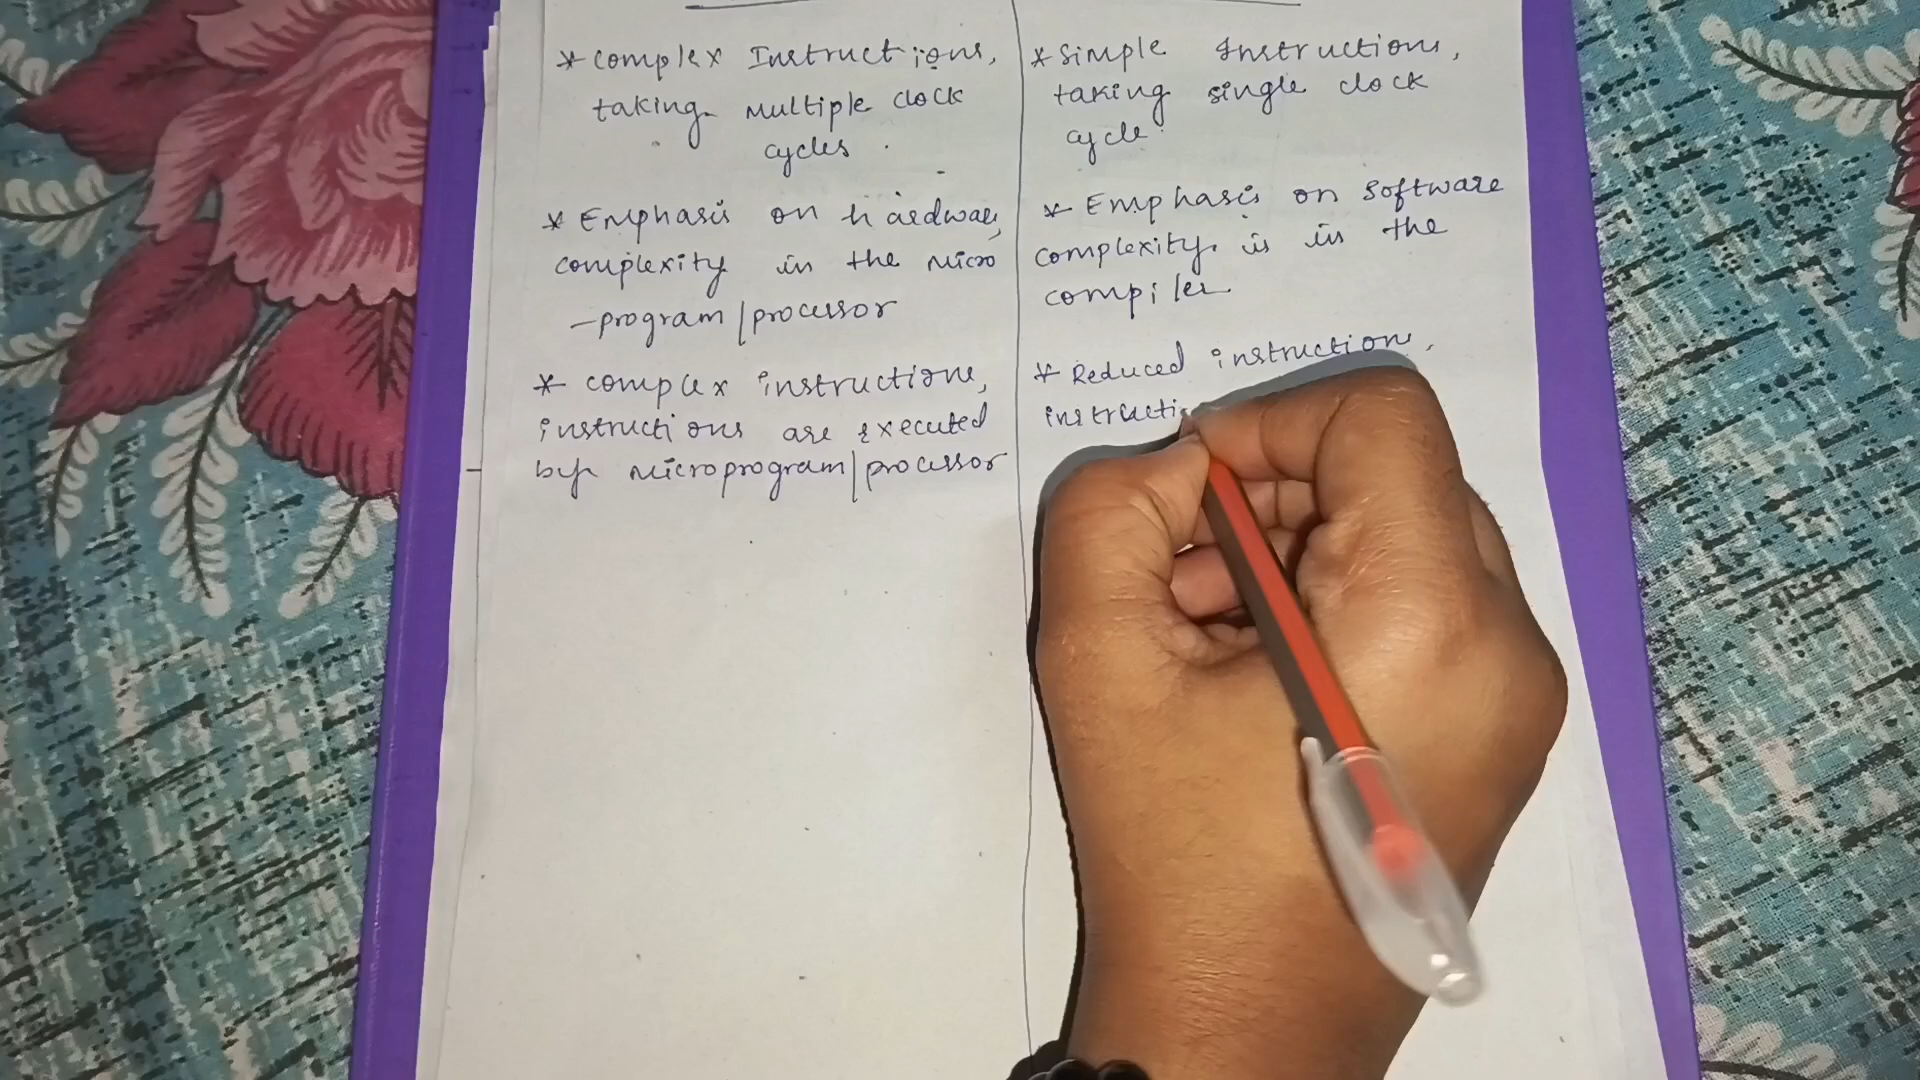 * Complex Instructions,
taking multiple clock
cycles.
* Emphasis on hardware,
complexity in the micro
-program/processor
* complex instructions,
instructions are executed
by microprogram/processor
* Simple Instructions,
taking single clock
cycle.
* Emphasis on software
complexity. is in the
compiler
* Reduced instructions,
instructi